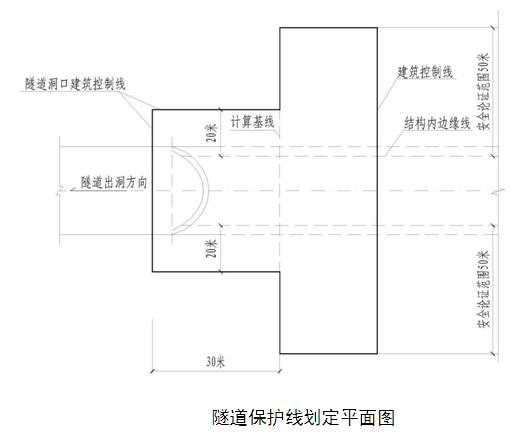 安全论证范围50米
隧道洞口建筑控制线
建筑控制线
20米
计算基线
结构内边缘线
隧道出洞方向
20米
安全论证范围50米
30米
隧道保护线划定平面图